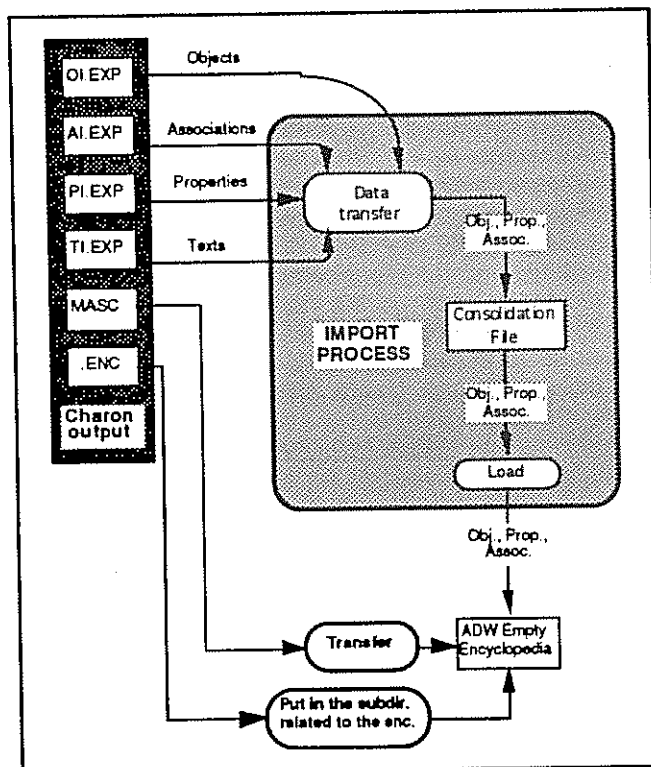 OI.EXP
Objects
AI.EXP
Associations
PI.EXP
Properties
TI.EXP
Texts
MASC
.ENC
Charon
output
Data
transfer
Obj., Prop.,
Assoc.
IMPORT
PROCESS
Consolidation
File
Obj., Prop.,
Assoc.
Load
Obj., Prop.,
Assoc.
Transfer
ADW Empty
Encyclopedia
Put in the subdir.
related to the enc.